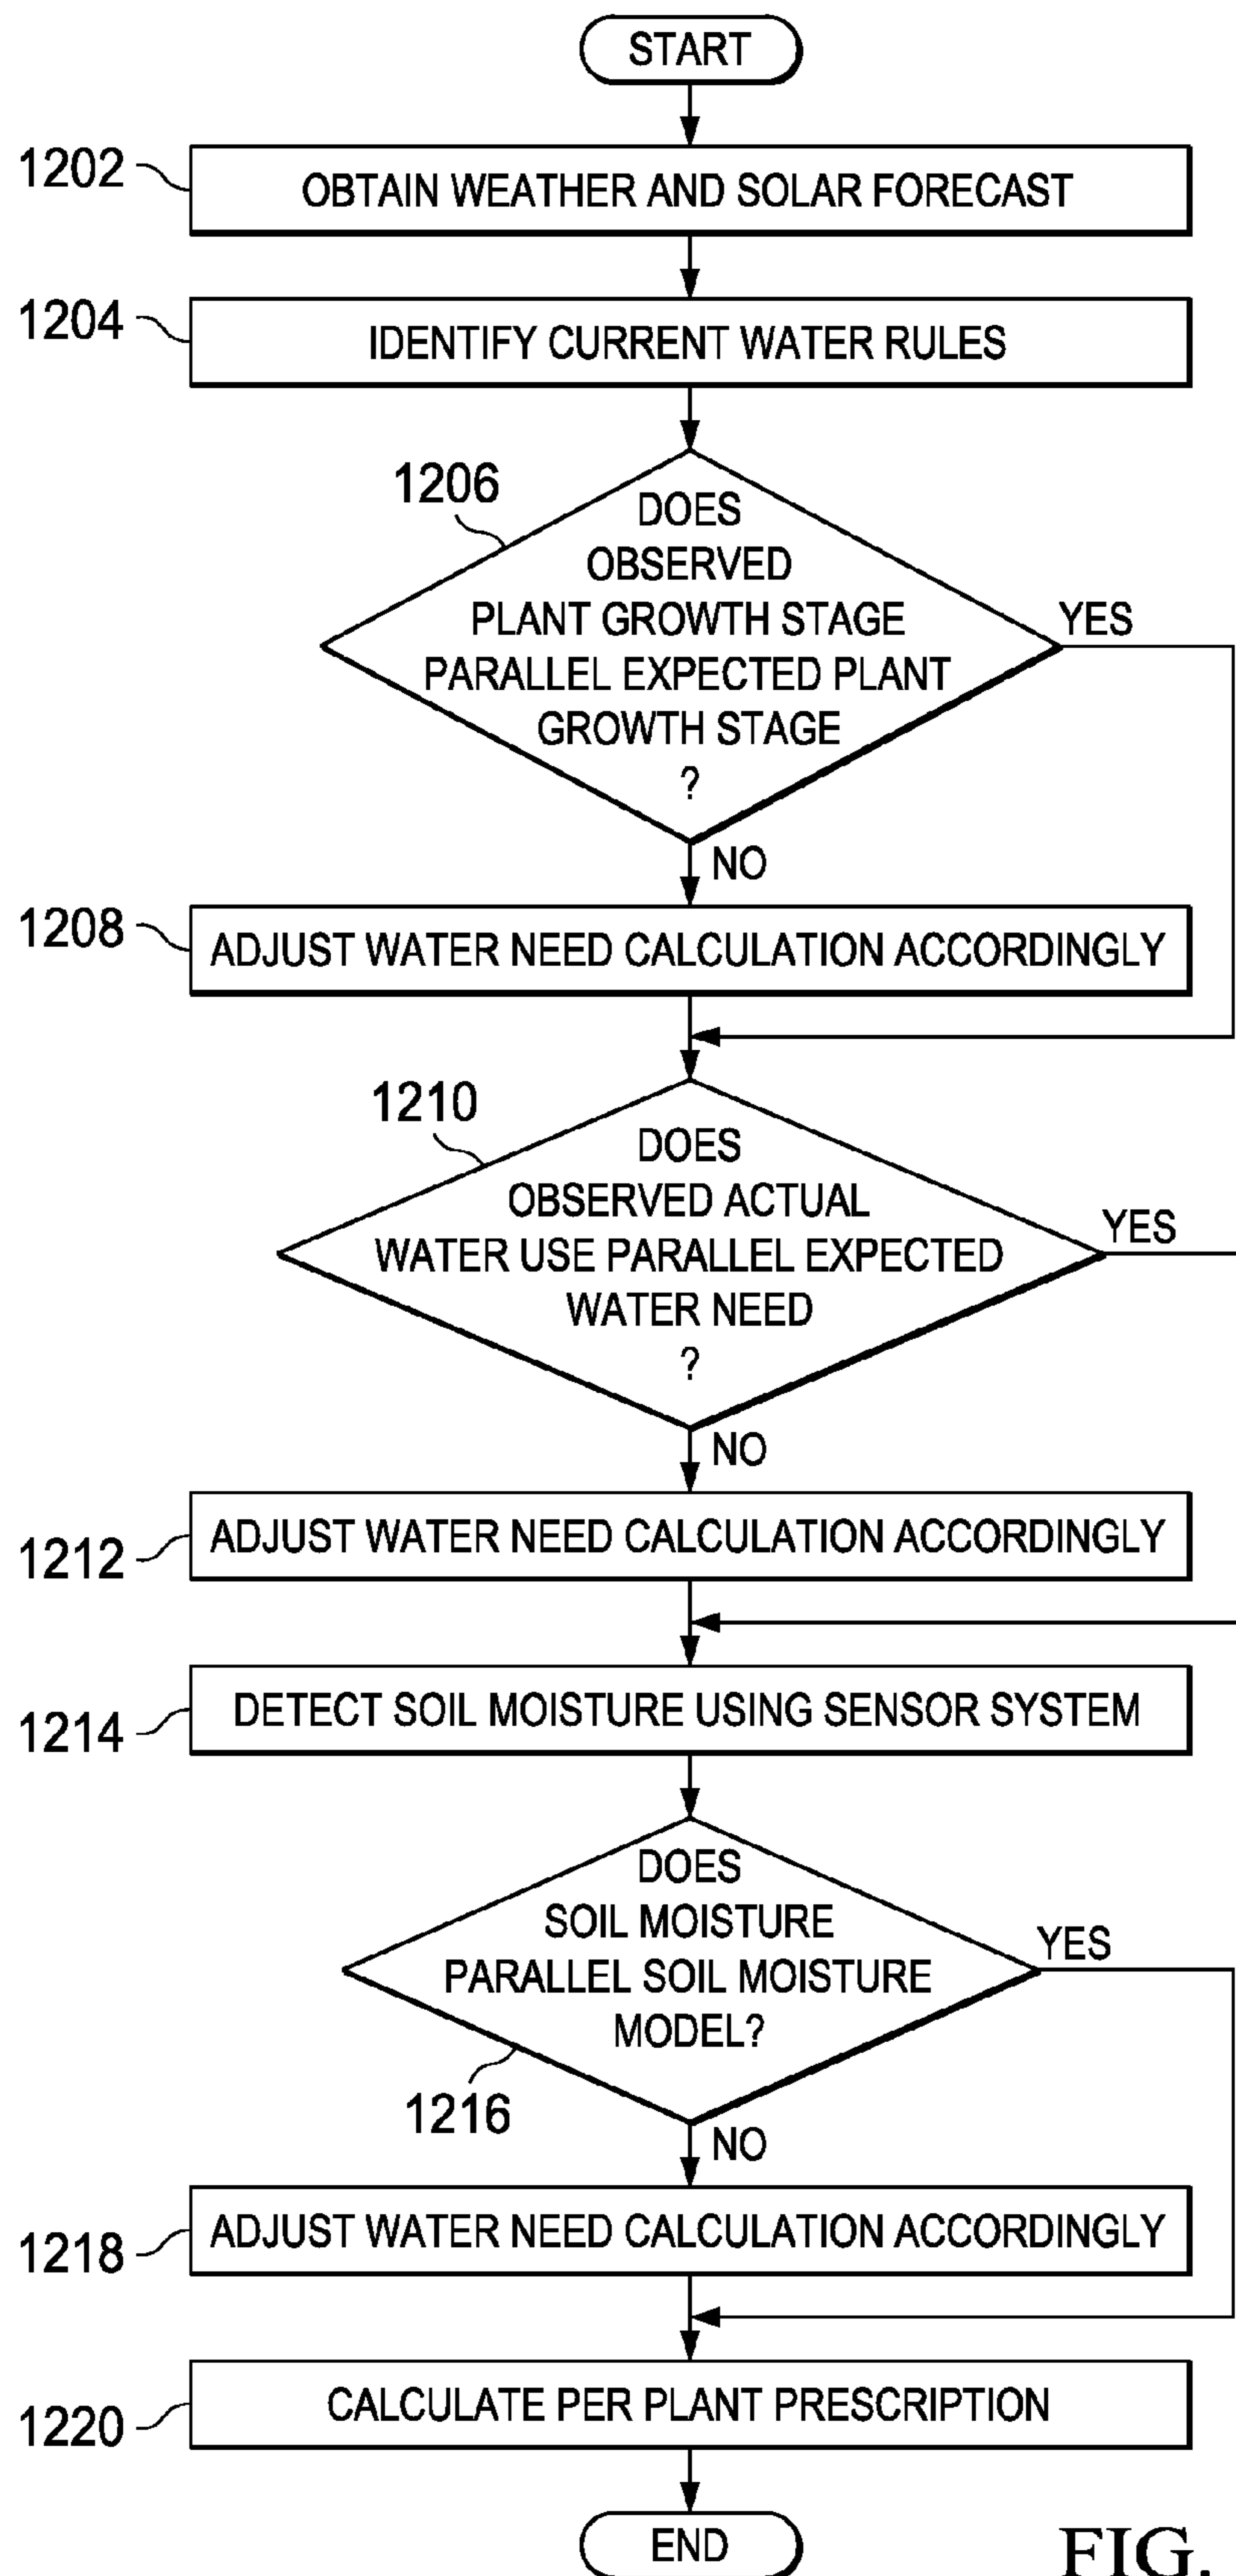 START
1202
OBTAIN WEATHER AND SOLAR FORECAST
1204
IDENTIFY CURRENT WATER RULES
1206
DOES
OBSERVED
PLANT GROWTH STAGE
PARALLEL EXPECTED PLANT
GROWTH STAGE
?
YES
NO
1208
ADJUST WATER NEED CALCULATION ACCORDINGLY
1210
DOES
OBSERVED ACTUAL
WATER USE PARALLEL EXPECTED
WATER NEED
?
YES
NO
1212
ADJUST WATER NEED CALCULATION ACCORDINGLY
1214
DETECT SOIL MOISTURE USING SENSOR SYSTEM
DOES
SOIL MOISTURE
PARALLEL SOIL MOISTURE
MODEL?
YES
1216
NO
1218
ADJUST WATER NEED CALCULATION ACCORDINGLY
1220
CALCULATE PER PLANT PRESCRIPTION
END
FIG.